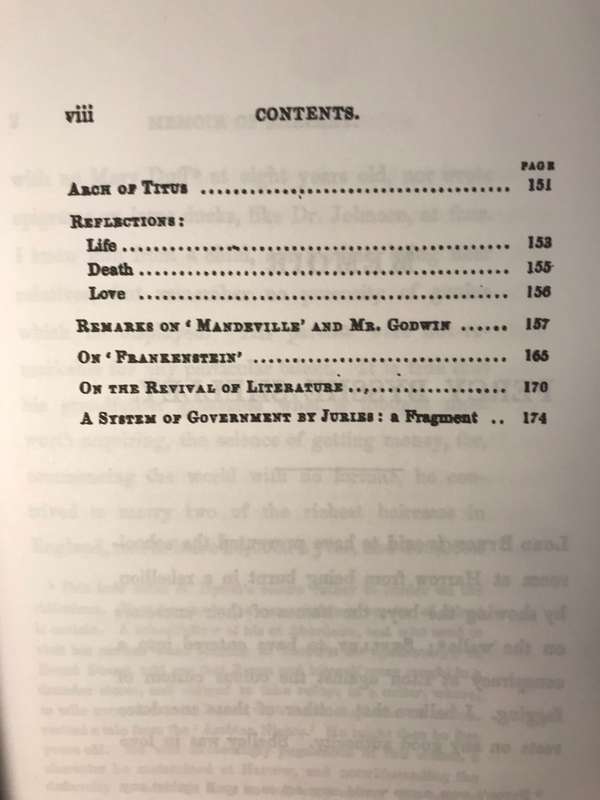 viii CONTENTS.
PAGE
ARCH OF TITUS ........................................ 151
REFLECTIONS:
Life .................................................. 153
Death ................................................ 155
Love ................................................. 156
REMARKS ON ‘MANDEVILLE’ AND MR. GODWIN ...... 157
ON ‘FRANKENSTEIN’ ................................. 165
ON THE REVIVAL OF LITERATURE ..................... 170
A SYSTEM OF GOVERNMENT BY JURIES: a Fragment .. 174